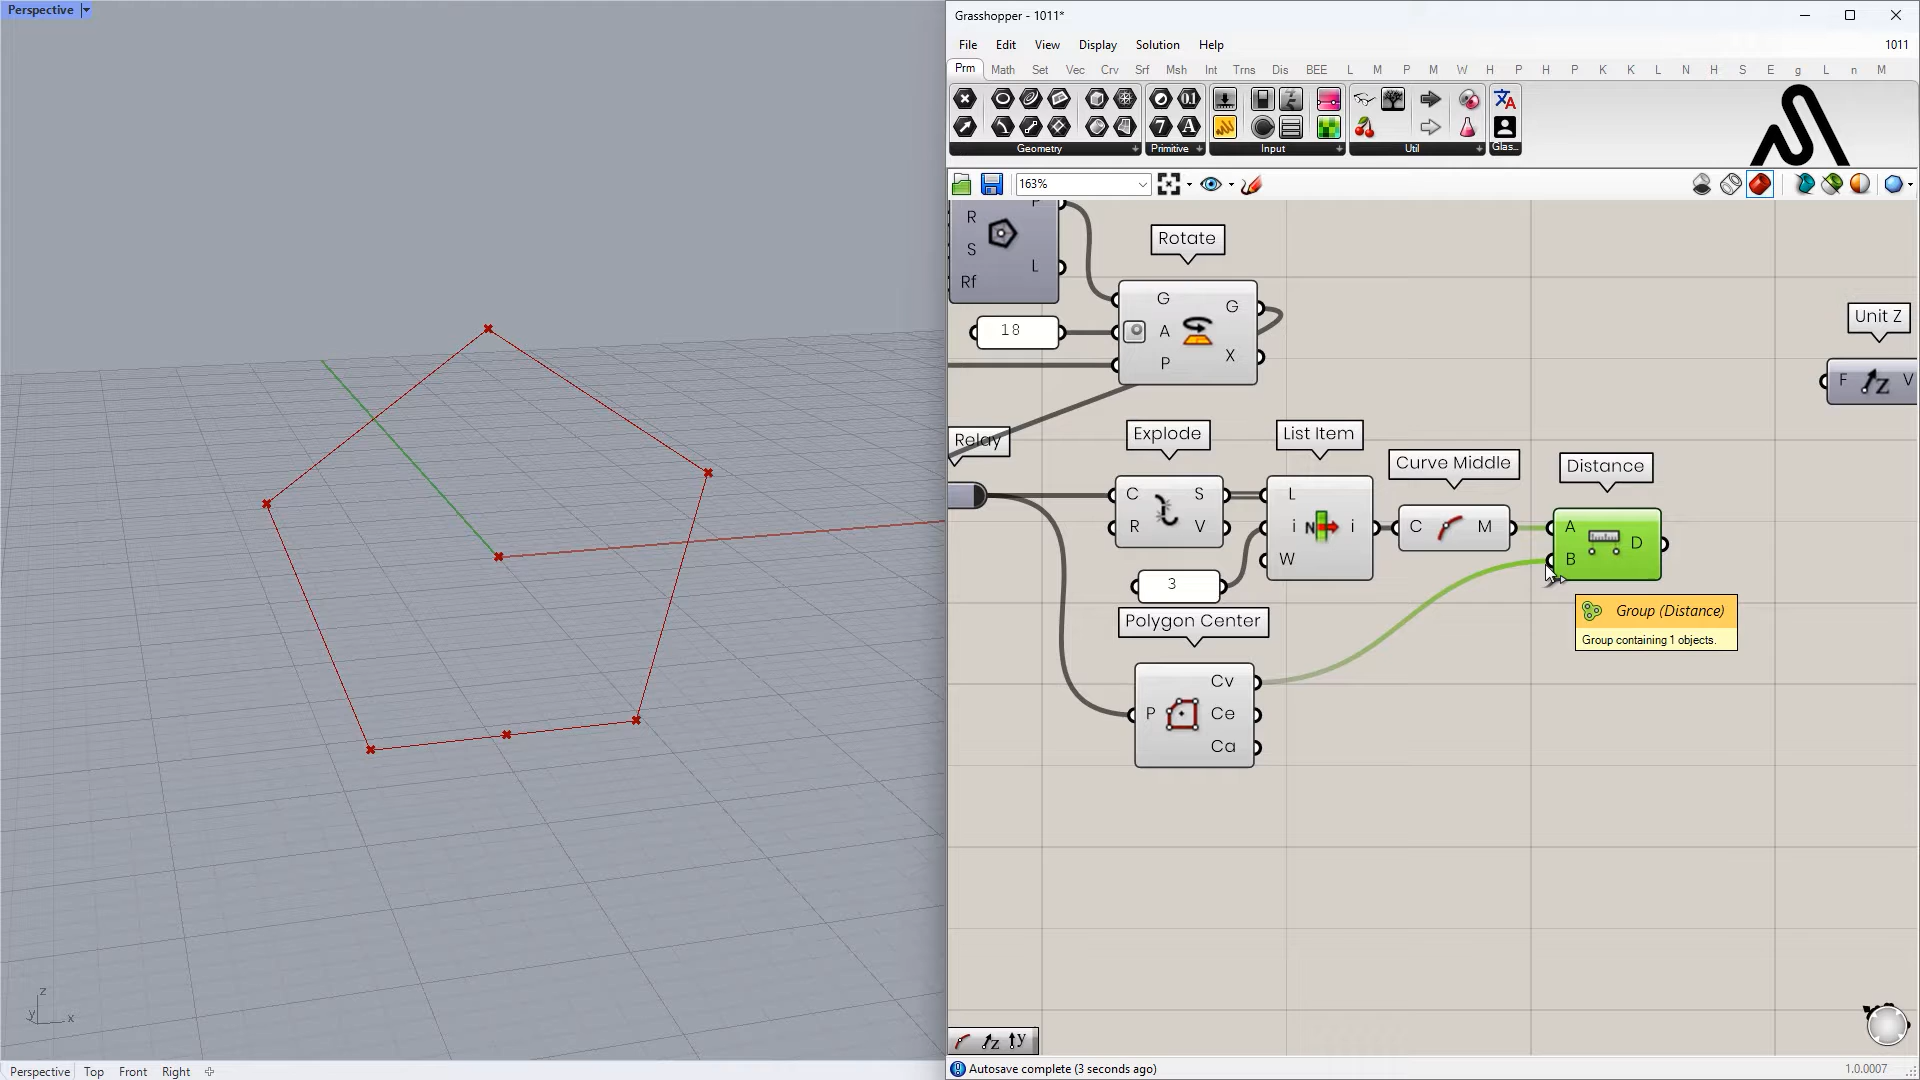 Perspective
Grasshopper - 1011*
File Edit View Display Solution Help 1011
Prm Math Set Vec Crv Srf Msh Int Trns Dis BEE L M P M W H P H P K K L N H S E g L n M
Geometry Primitive Input Util Glas...
163%
P
R
S
L
Rf
Rotate
G G
18 A
P X
Unit Z
F Z V
Relay
Explode
List Item
Curve Middle
Distance
C S
R V
L
i N i
W
C M
A
B
D
3
Group (Distance)
Group containing 1 objects.
Polygon Center
Cv
P Ce
Ca
z
y x
Z y
Perspective Top Front Right
Autosave complete (3 seconds ago) 1.0.0007